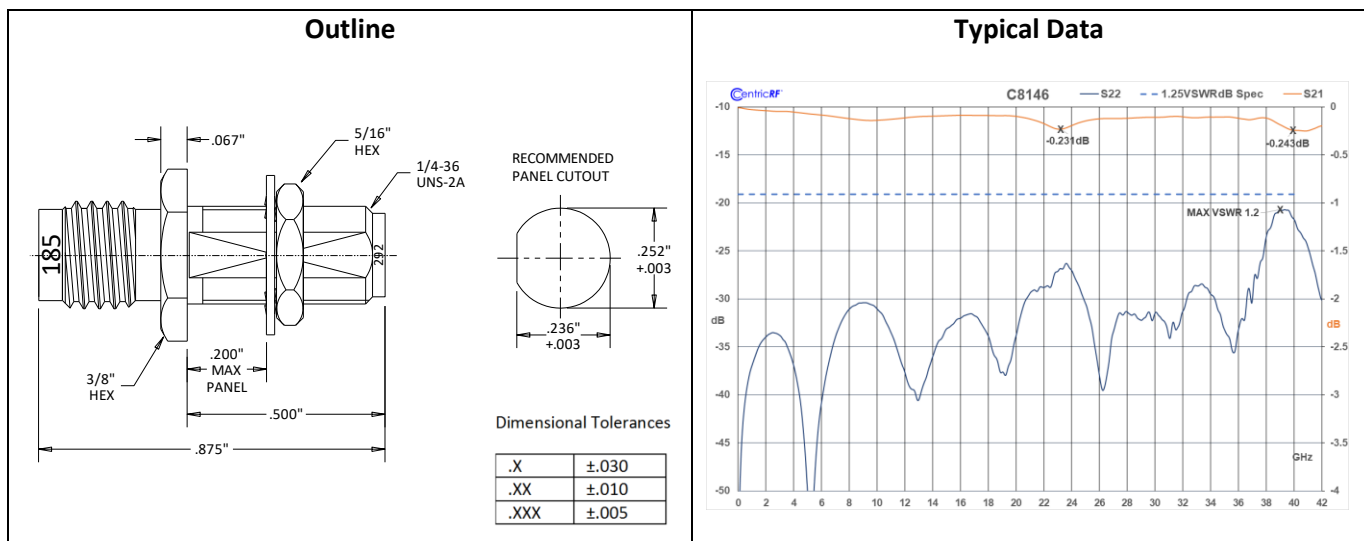 Outline
.067"
5/16"
HEX
1/4-36
UNS-2A
185
292
3/8"
HEX
.200"
MAX
PANEL
.500"
.875"
RECOMMENDED
PANEL CUTOUT
.252"
+.003
.236"
+.003
Dimensional Tolerances
.X ±.030
.XX ±.010
.XXX ±.005
Typical Data
CentricRF
C8146 S22 1.25VSWRdB Spec S21
-10
-15
-20
-25
-30
dB
-35
-40
-45
-50
-0.231dB
-0.243dB
MAX VSWR 1.2
GHz
0
-0.5
-1
-1.5
-2
dB
-2.5
-3
-3.5
-4
0 2 4 6 8 10 12 14 16 18 20 22 24 26 28 30 32 34 36 38 40 42